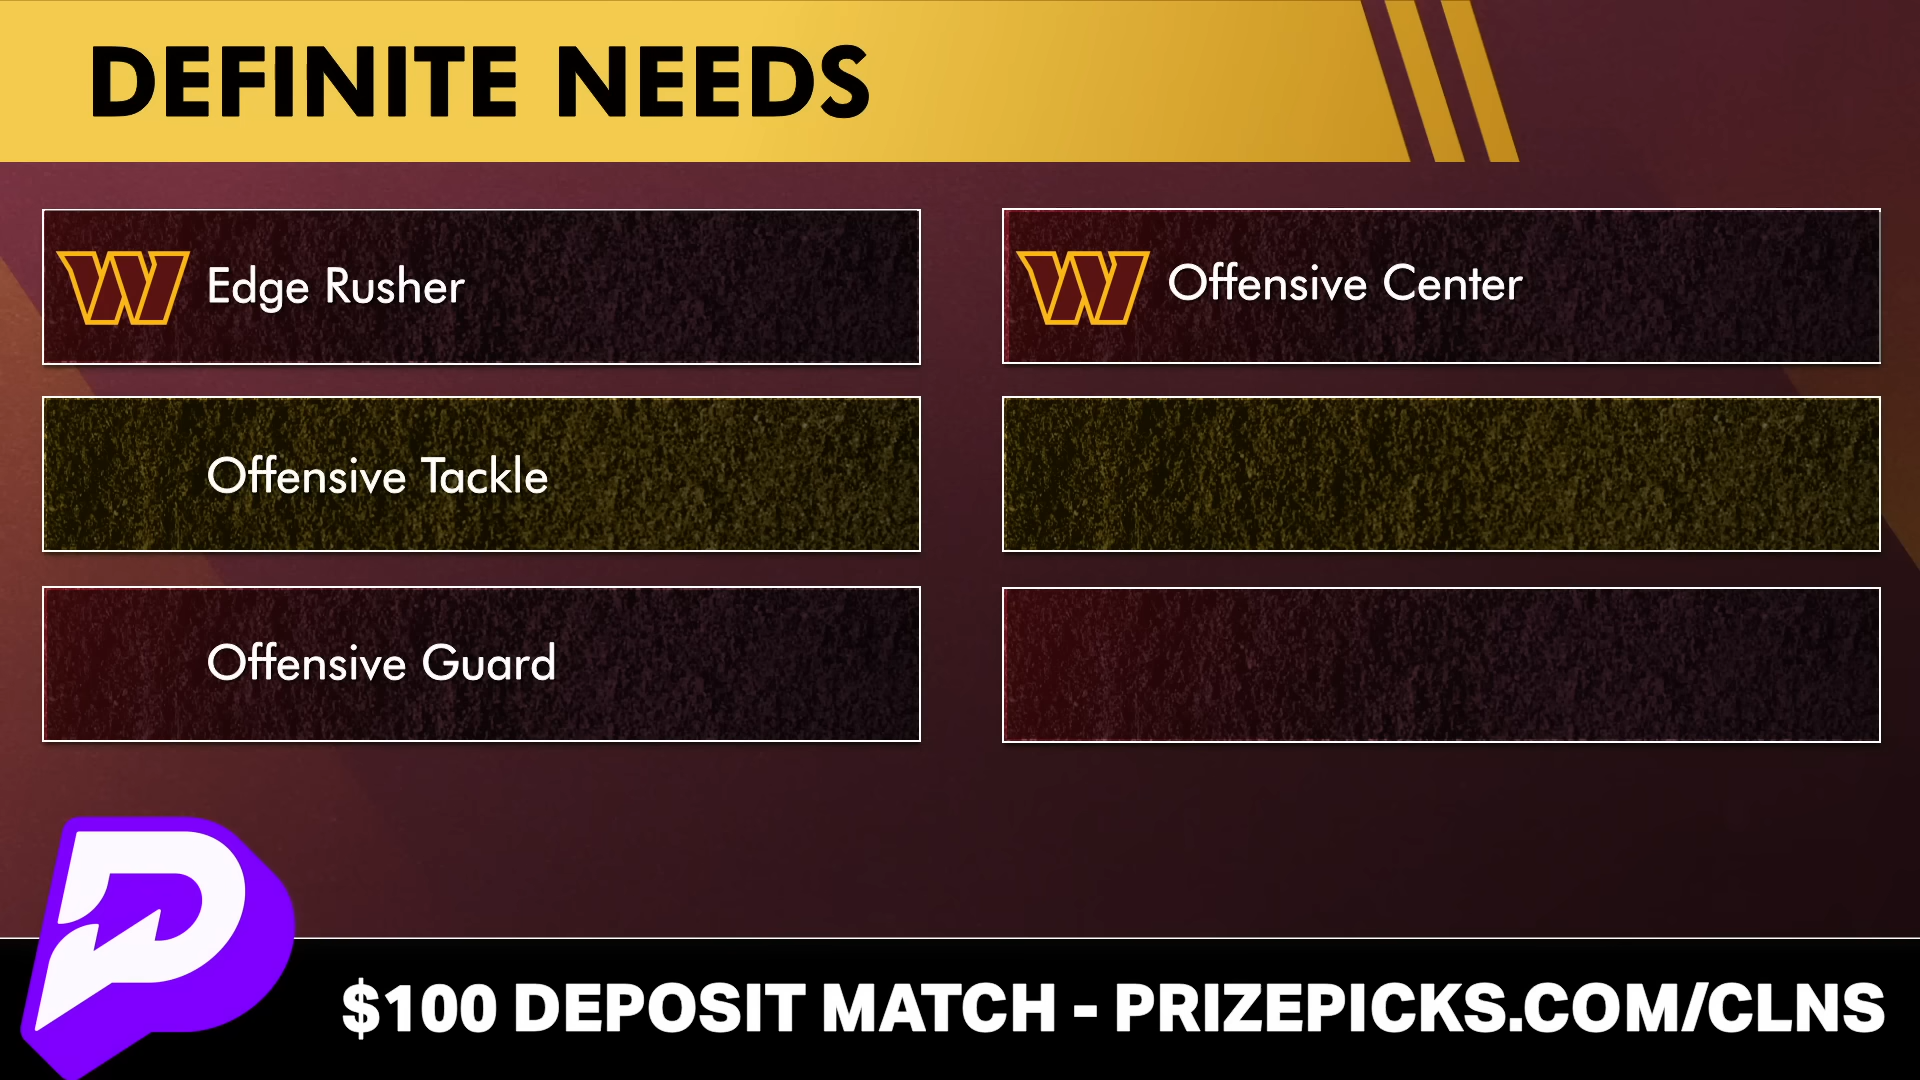 DEFINITE NEEDS
Edge Rusher
Offensive Tackle
Offensive Guard
Offensive Center
$100 DEPOSIT MATCH - PRIZEPICKS.COM/CLNS